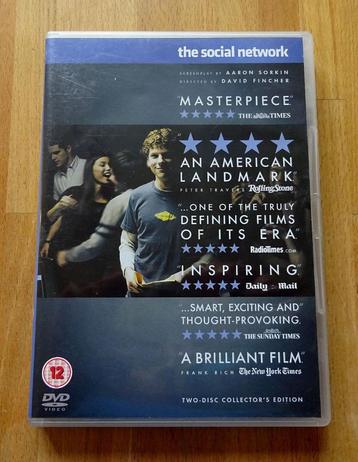 the social network
SCREENPLAY BY AARON SORKIN
DIRECTED BY DAVID FINCHER
"MASTERPIECE"
THE TIMES
"
AN AMERICAN
LANDMARK"
PETER TRAVERS Rolling Stone
"...ONE OF THE TRULY
DEFINING FILMS
OF ITS ERA"
RadioTimes.COM
"INSPIRING"
Daily Mail
"...SMART, EXCITING AND
THOUGHT-PROVOKING."
THE SUNDAY TIMES
"A BRILLIANT FILM"
FRANK RICH The New York Times
12
DVD
VIDEO
TWO-DISC COLLECTOR'S EDITION